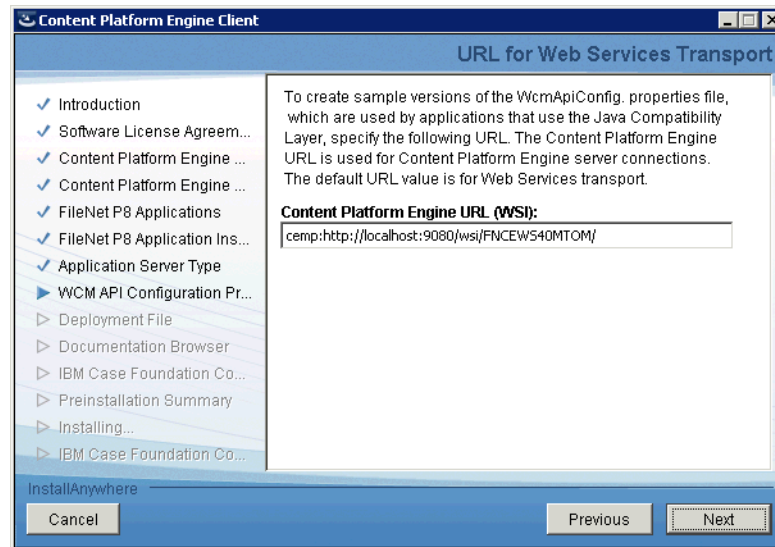 Content Platform Engine Client
URL for Web Services Transport
Introduction
Software License Agreem...
Content Platform Engine ...
Content Platform Engine ...
FileNet P8 Applications
FileNet P8 Application Ins...
Application Server Type
WCM API Configuration Pr...
Deployment File
Documentation Browser
IBM Case Foundation Co...
Preinstallation Summary
Installing...
IBM Case Foundation Co...
To create sample versions of the WcmApiConfig. properties file,
which are used by applications that use the Java Compatibility
Layer, specify the following URL. The Content Platform Engine
URL is used for Content Platform Engine server connections.
The default URL value is for Web Services transport.
Content Platform Engine URL (WSI):
cemp:http://localhost:9080/wsi/FNCEWS40MTOM/
InstallAnywhere
Cancel
Previous
Next